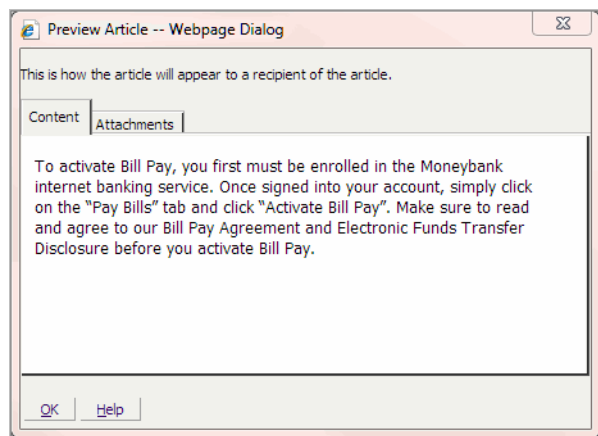 Preview Article -- Webpage Dialog
This is how the article will appear to a recipient of the article.
Content
Attachments
To activate Bill Pay, you first must be enrolled in the Moneybank
internet banking service. Once signed into your account, simply click
on the “Pay Bills” tab and click “Activate Bill Pay”. Make sure to read
and agree to our Bill Pay Agreement and Electronic Funds Transfer
Disclosure before you activate Bill Pay.
OK Help